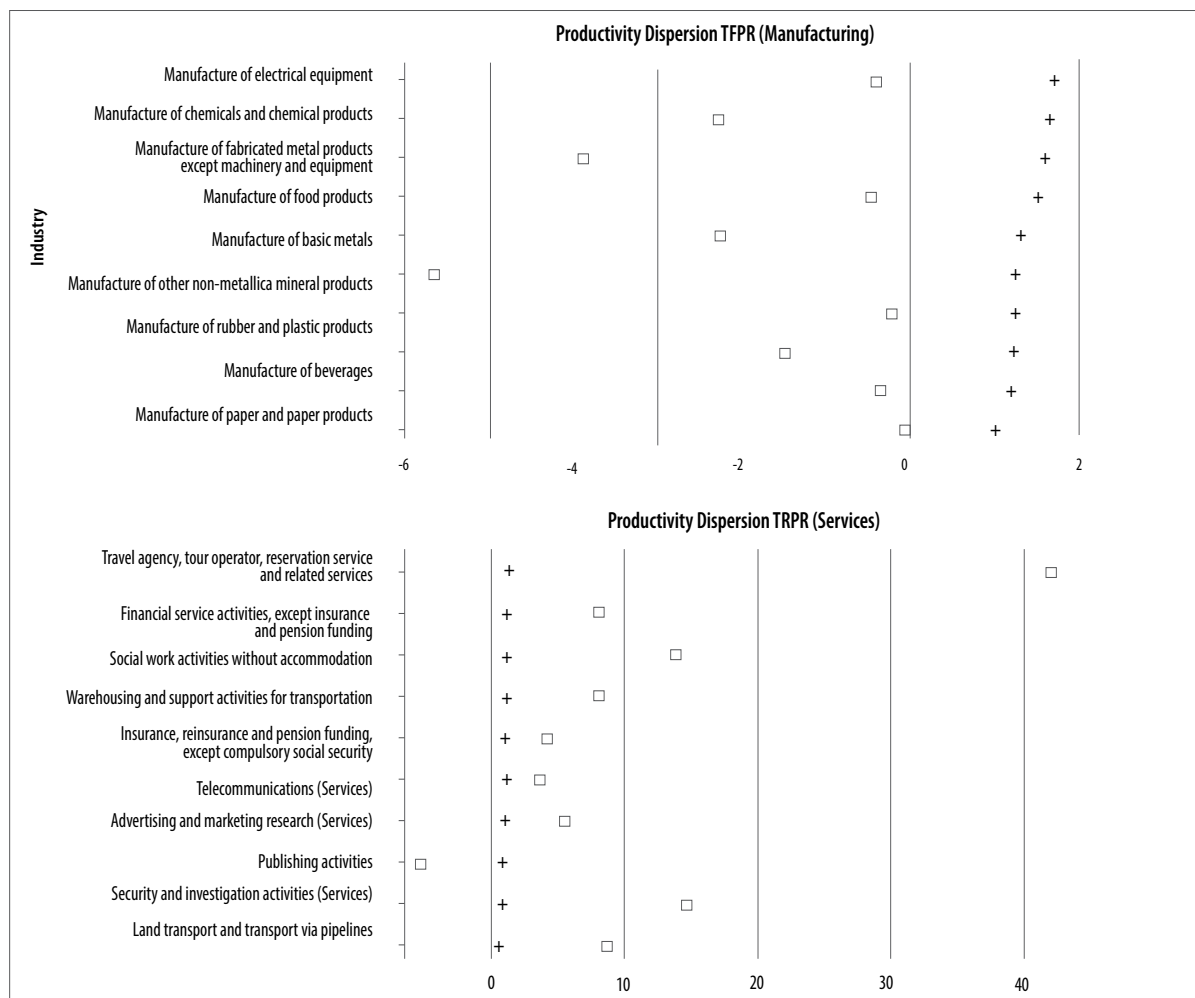 Productivity Dispersion TFPR (Manufacturing)
Industry
Manufacture of electrical equipment
Manufacture of chemicals and chemical products
Manufacture of fabricated metal products
except machinery and equipment
Manufacture of food products
Manufacture of basic metals
Manufacture of other non-metallica mineral products
Manufacture of rubber and plastic products
Manufacture of beverages
Manufacture of paper and paper products
-6 -4 -2 0 2
Productivity Dispersion TRPR (Services)
Travel agency, tour operator, reservation service
and related services
Financial service activities, except insurance
and pension funding
Social work activities without accommodation
Warehousing and support activities for transportation
Insurance, reinsurance and pension funding,
except compulsory social security
Telecommunications (Services)
Advertising and marketing research (Services)
Publishing activities
Security and investigation activities (Services)
Land transport and transport via pipelines
0 10 20 30 40